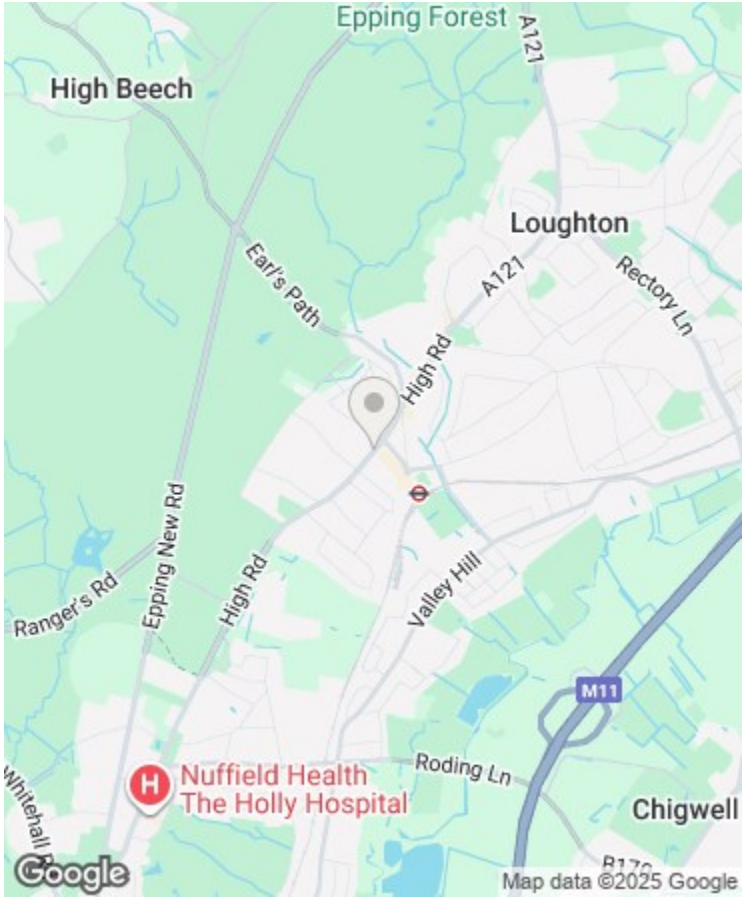 Epping Forest
A121
High Beech
Loughton
Earl's Path
A121
Rectory Ln
High Rd
Epping New Rd
High Rd
Ranger's Rd
Valley Hill
M11
H
Nuffield Health
The Holly Hospital
Roding Ln
Whitehall R
Chigwell
Google
Map data ©2025 Google